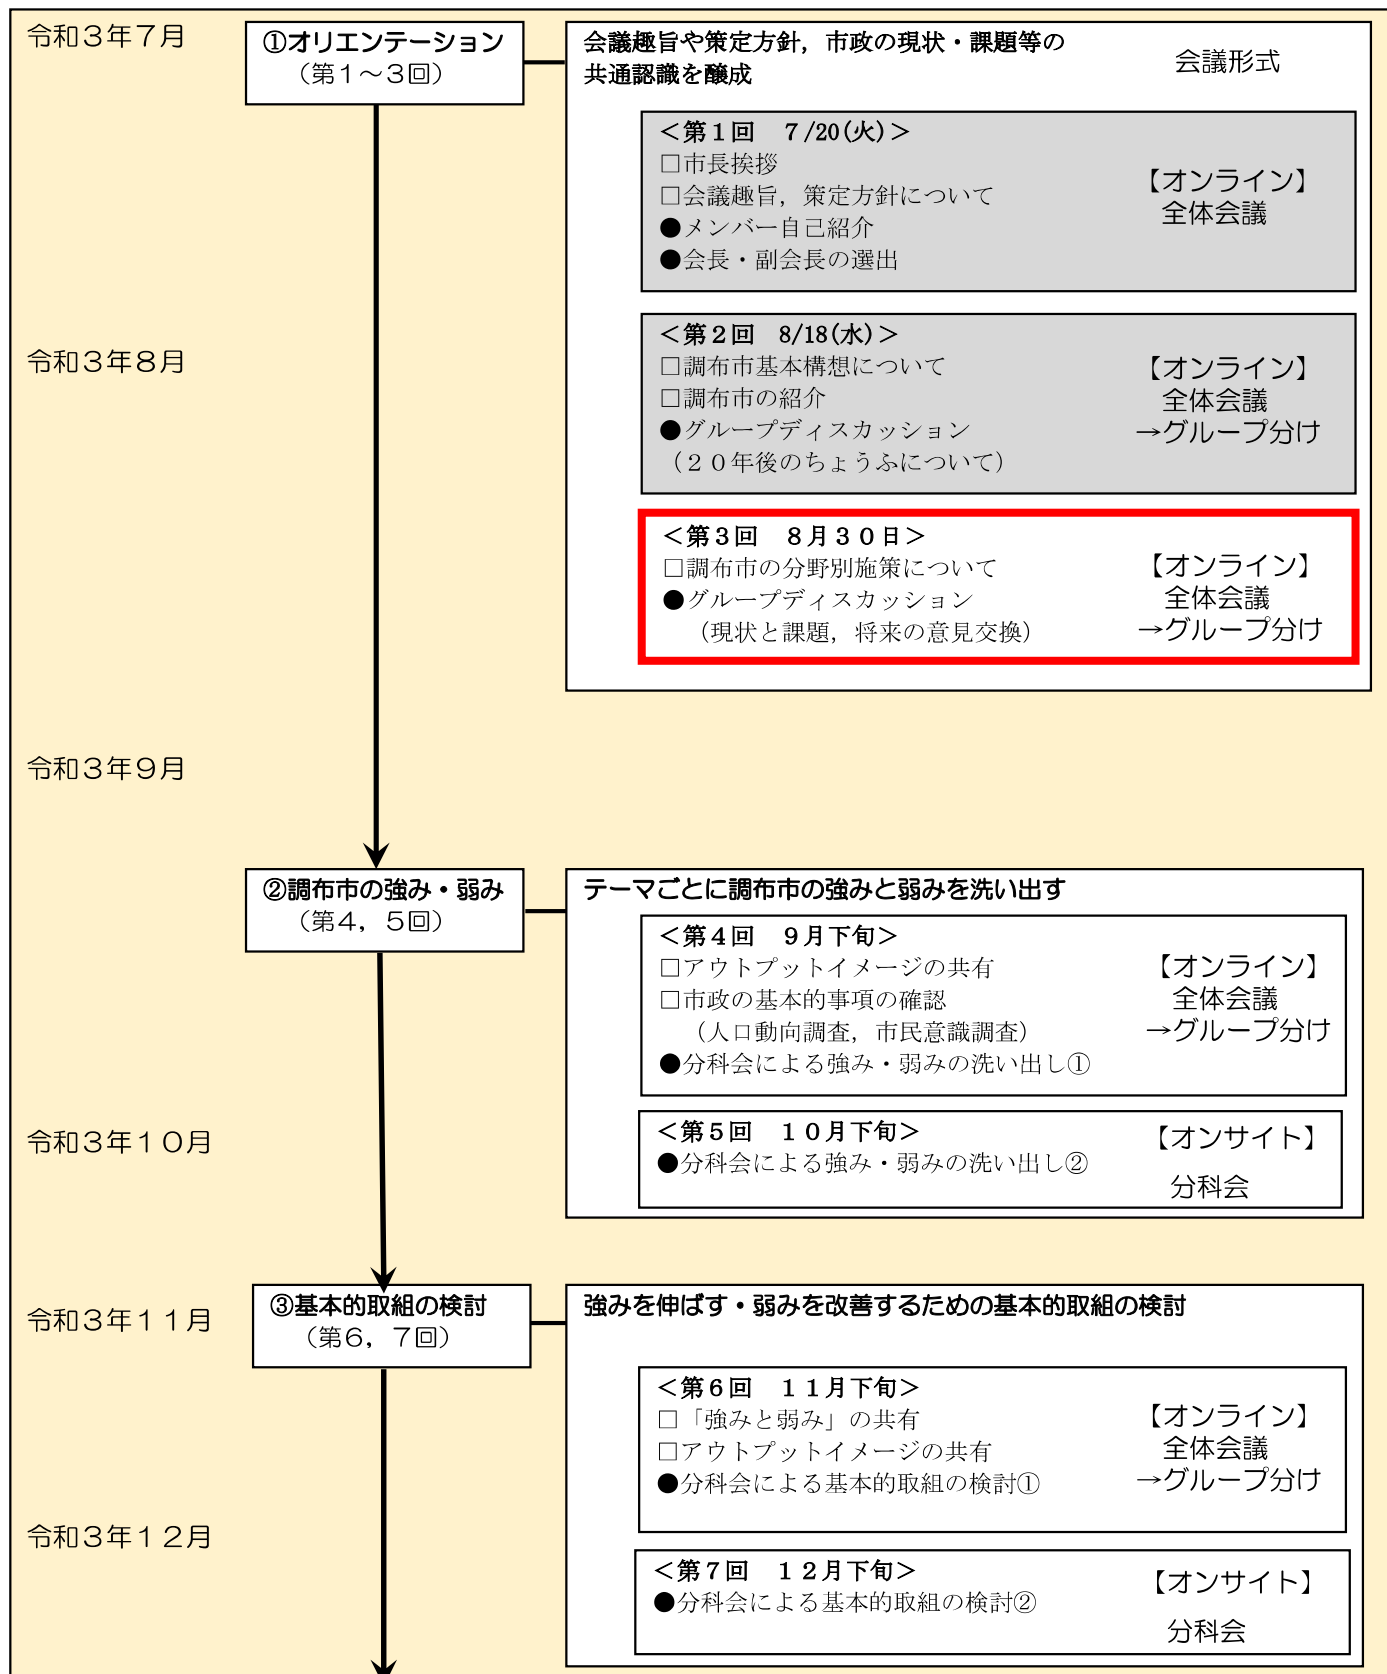 令和３年７月
①オリエンテーション
（第１～３回）
会議趣旨や策定方針，市政の現状・課題等の
共通認識を醸成
会議形式
＜第１回　７/20(火)＞
□市長挨拶
□会議趣旨，策定方針について
●メンバー自己紹介
●会長・副会長の選出
【オンライン】
全体会議
令和３年８月
＜第２回　8/18(水)＞
□調布市基本構想について
□調布市の紹介
●グループディスカッション
（２０年後のちょうふについて）
【オンライン】
全体会議
→グループ分け
＜第３回　８月３０日＞
□調布市の分野別施策について
●グループディスカッション
（現状と課題，将来の意見交換）
【オンライン】
全体会議
→グループ分け
令和３年９月
②調布市の強み・弱み
（第４，５回）
テーマごとに調布市の強みと弱みを洗い出す
＜第４回　９月下旬＞
□アウトプットイメージの共有
□市政の基本的事項の確認
（人口動向調査，市民意識調査）
●分科会による強み・弱みの洗い出し①
【オンライン】
全体会議
→グループ分け
令和３年１０月
＜第５回　１０月下旬＞
●分科会による強み・弱みの洗い出し②
【オンサイト】
分科会
令和３年１１月
③基本的取組の検討
（第６，７回）
強みを伸ばす・弱みを改善するための基本的取組の検討
＜第６回　１１月下旬＞
□「強みと弱み」の共有
□アウトプットイメージの共有
●分科会による基本的取組の検討①
【オンライン】
全体会議
→グループ分け
令和３年１２月
＜第７回　１２月下旬＞
●分科会による基本的取組の検討②
【オンサイト】
分科会